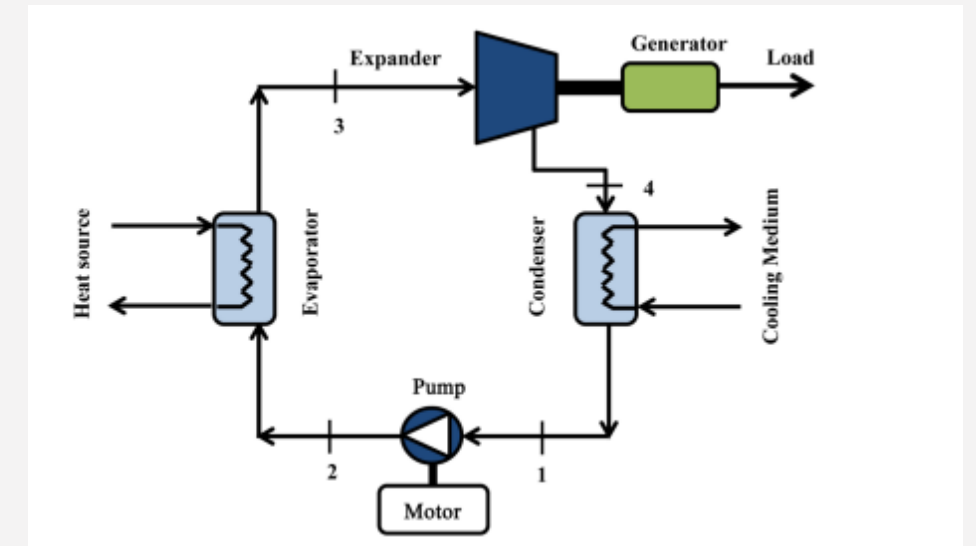 Generator
Load
Expander
3
4
Heat source
Evaporator
Condenser
Cooling Medium
Pump
2
1
Motor